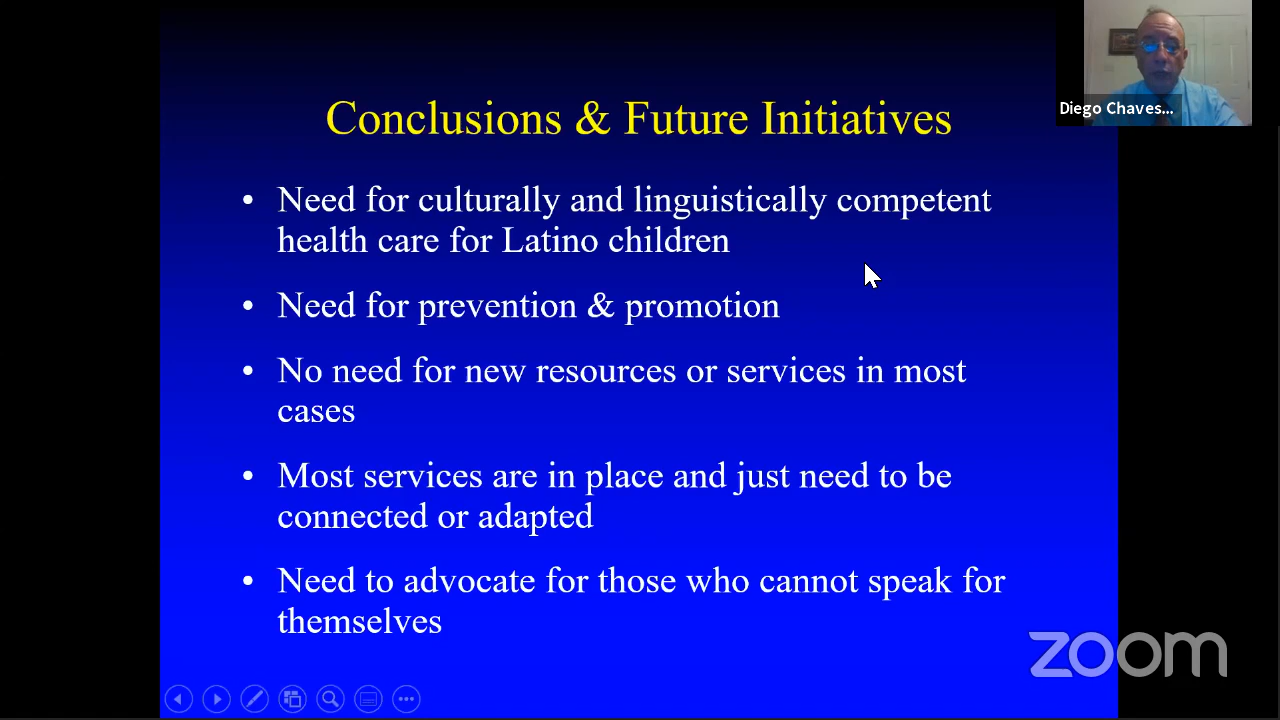 Conclusions & Future Initiatives
• Need for culturally and linguistically competent
health care for Latino children
• Need for prevention & promotion
• No need for new resources or services in most
cases
• Most services are in place and just need to be
connected or adapted
• Need to advocate for those who cannot speak for
themselves
Diego Chaves...
zoom